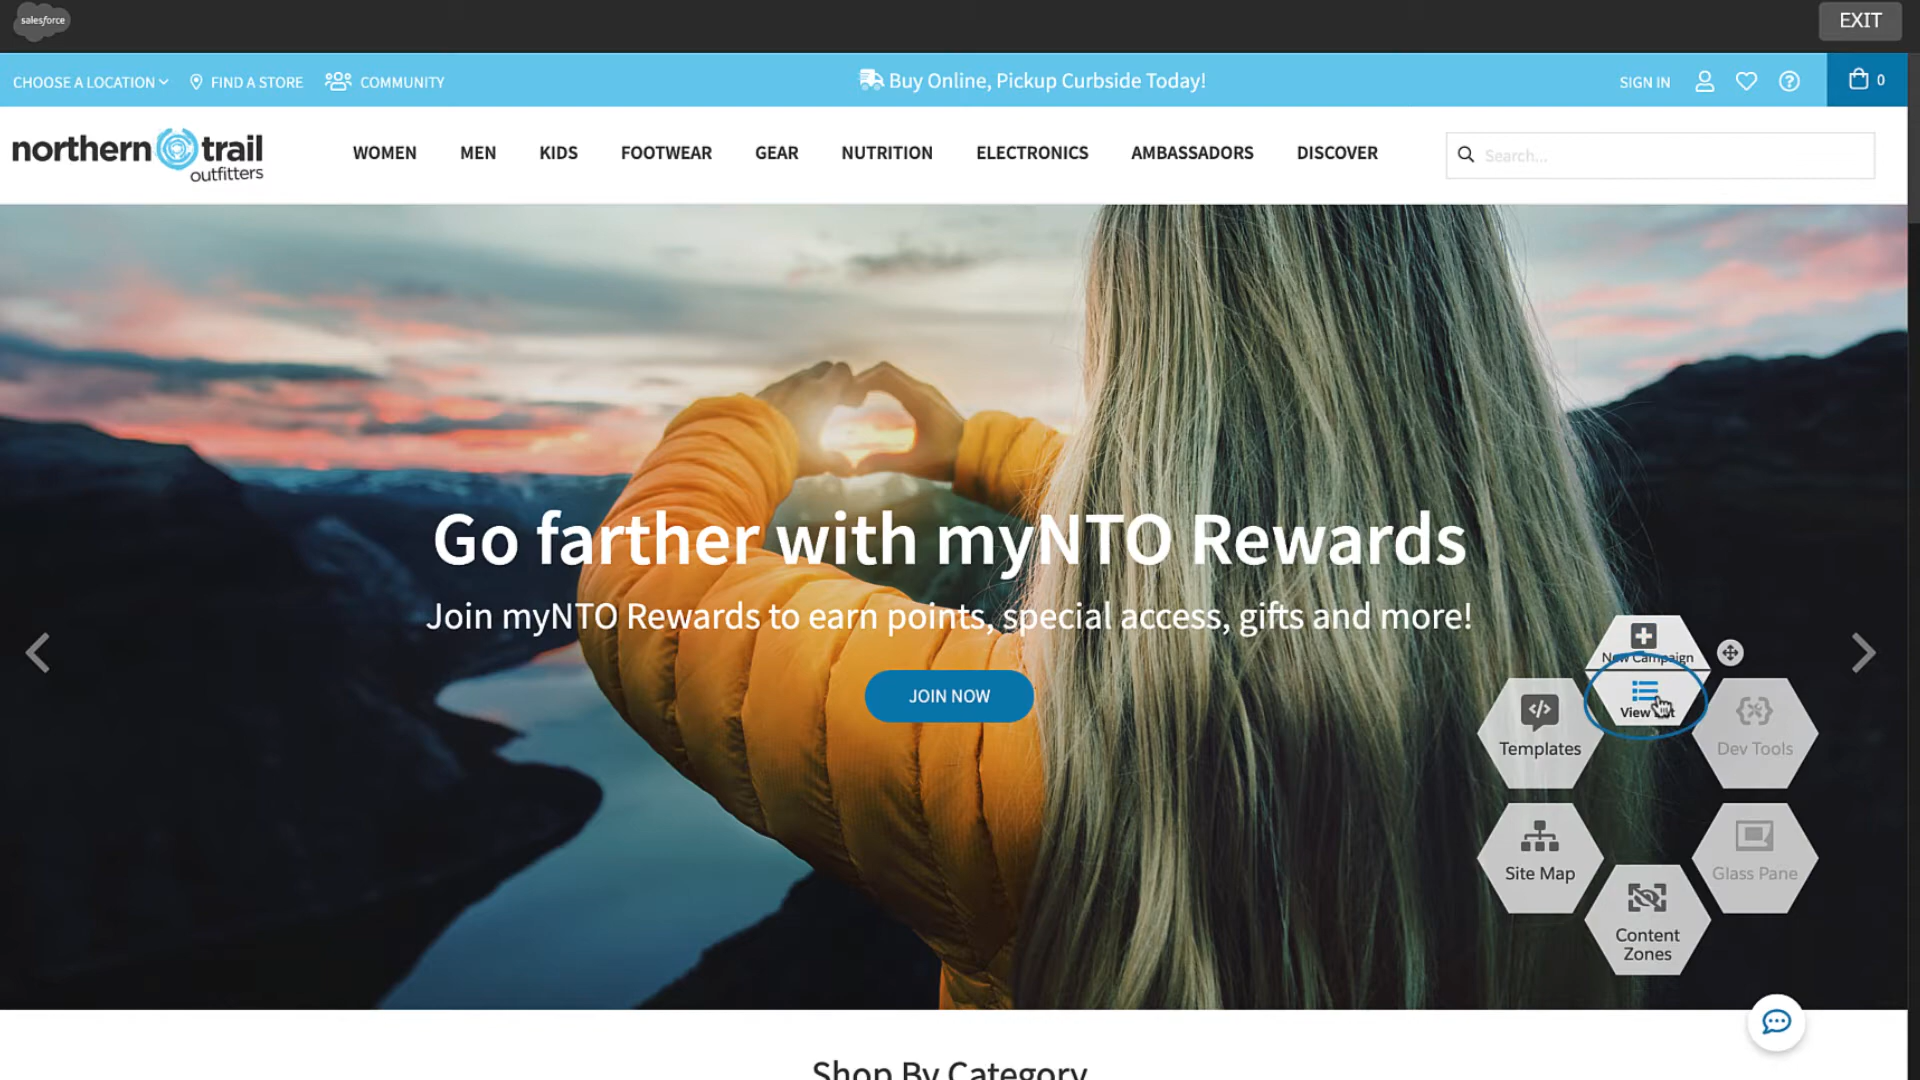 salesforce
EXIT
CHOOSE A LOCATION
FIND A STORE
COMMUNITY
Buy Online, Pickup Curbside Today!
SIGN IN
0
northern trail
outfitters
WOMEN
MEN
KIDS
FOOTWEAR
GEAR
NUTRITION
ELECTRONICS
AMBASSADORS
DISCOVER
Search...
Go farther with myNTO Rewards
Join myNTO Rewards to earn points, special access, gifts and more!
JOIN NOW
New Campaign
View
Templates
Dev Tools
Site Map
Glass Pane
Content
Zones
Shop By Category